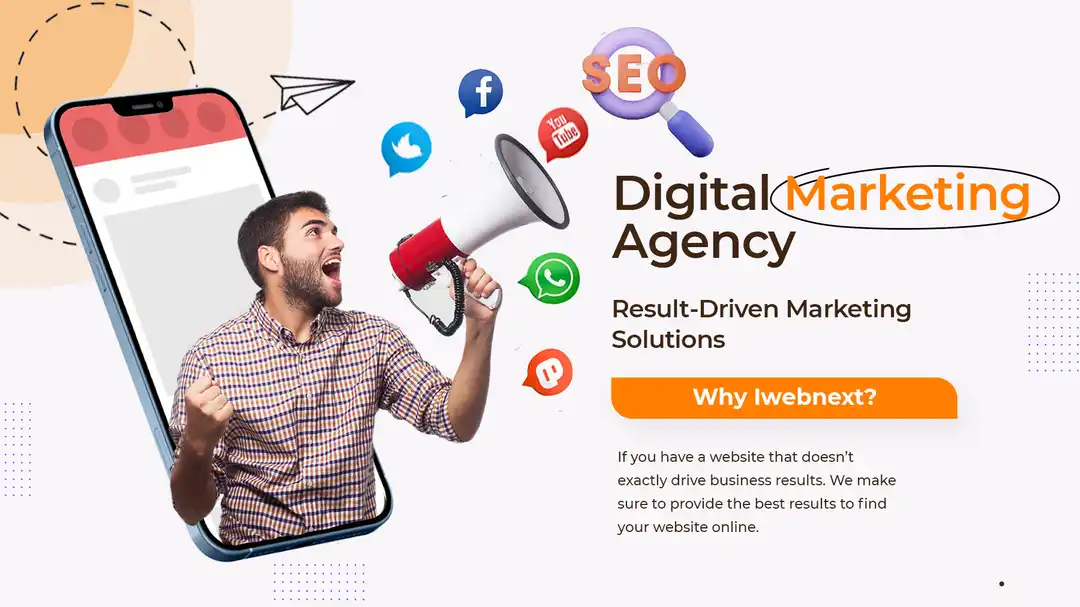 SEO
You
Tube
Digital Marketing
Agency
Result-Driven Marketing
Solutions
Why Iwebnext?
If you have a website that doesn't
exactly drive business results. We make
sure to provide the best results to find
your website online.